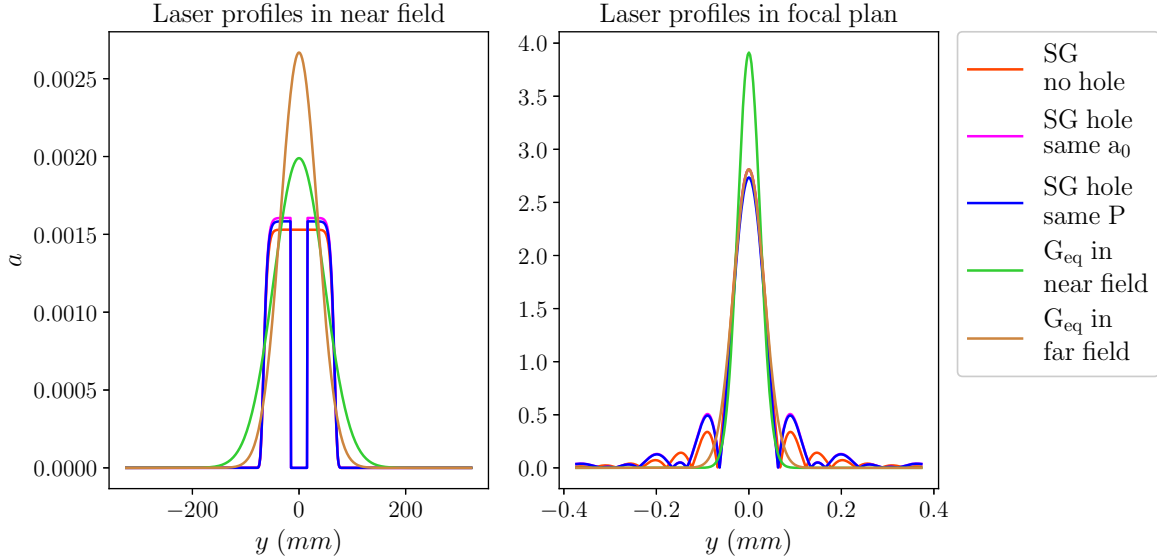 Laser profiles in near field
a
0.0025
0.0020
0.0015
0.0010
0.0005
0.0000
−200
0
200
y (mm)
Laser profiles in focal plan
4.0
3.5
3.0
2.5
2.0
1.5
1.0
0.5
0.0
−0.4
−0.2
0.0
0.2
0.4
y (mm)
SG
no hole
SG hole
same a₀
SG hole
same P
G_eq in
near field
G_eq in
far field